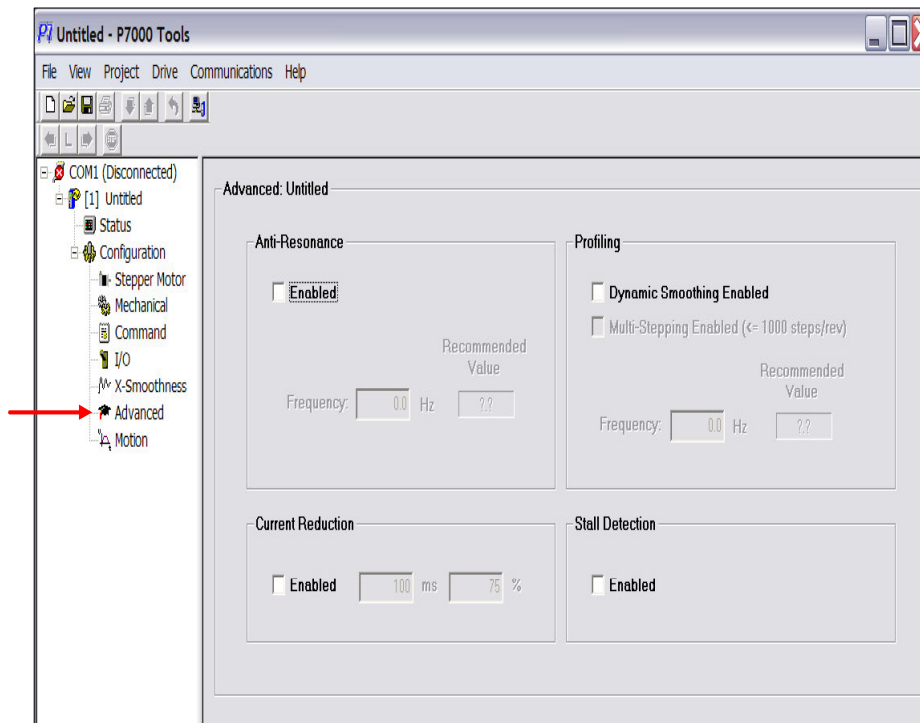 P7 Untitled - P7000 Tools
File View Project Drive Communications Help
L
COM1 (Disconnected)
[1] Untitled
Status
Configuration
Stepper Motor
Mechanical
Command
I/O
X-Smoothness
Advanced
Motion
Advanced: Untitled
Anti-Resonance
Enabled
Recommended
Value
Frequency: 0.0 Hz ?.?
Profiling
Dynamic Smoothing Enabled
Multi-Stepping Enabled (<= 1000 steps/rev)
Recommended
Value
Frequency: 0.0 Hz ?.?
Current Reduction
Enabled 100 ms 75 %
Stall Detection
Enabled